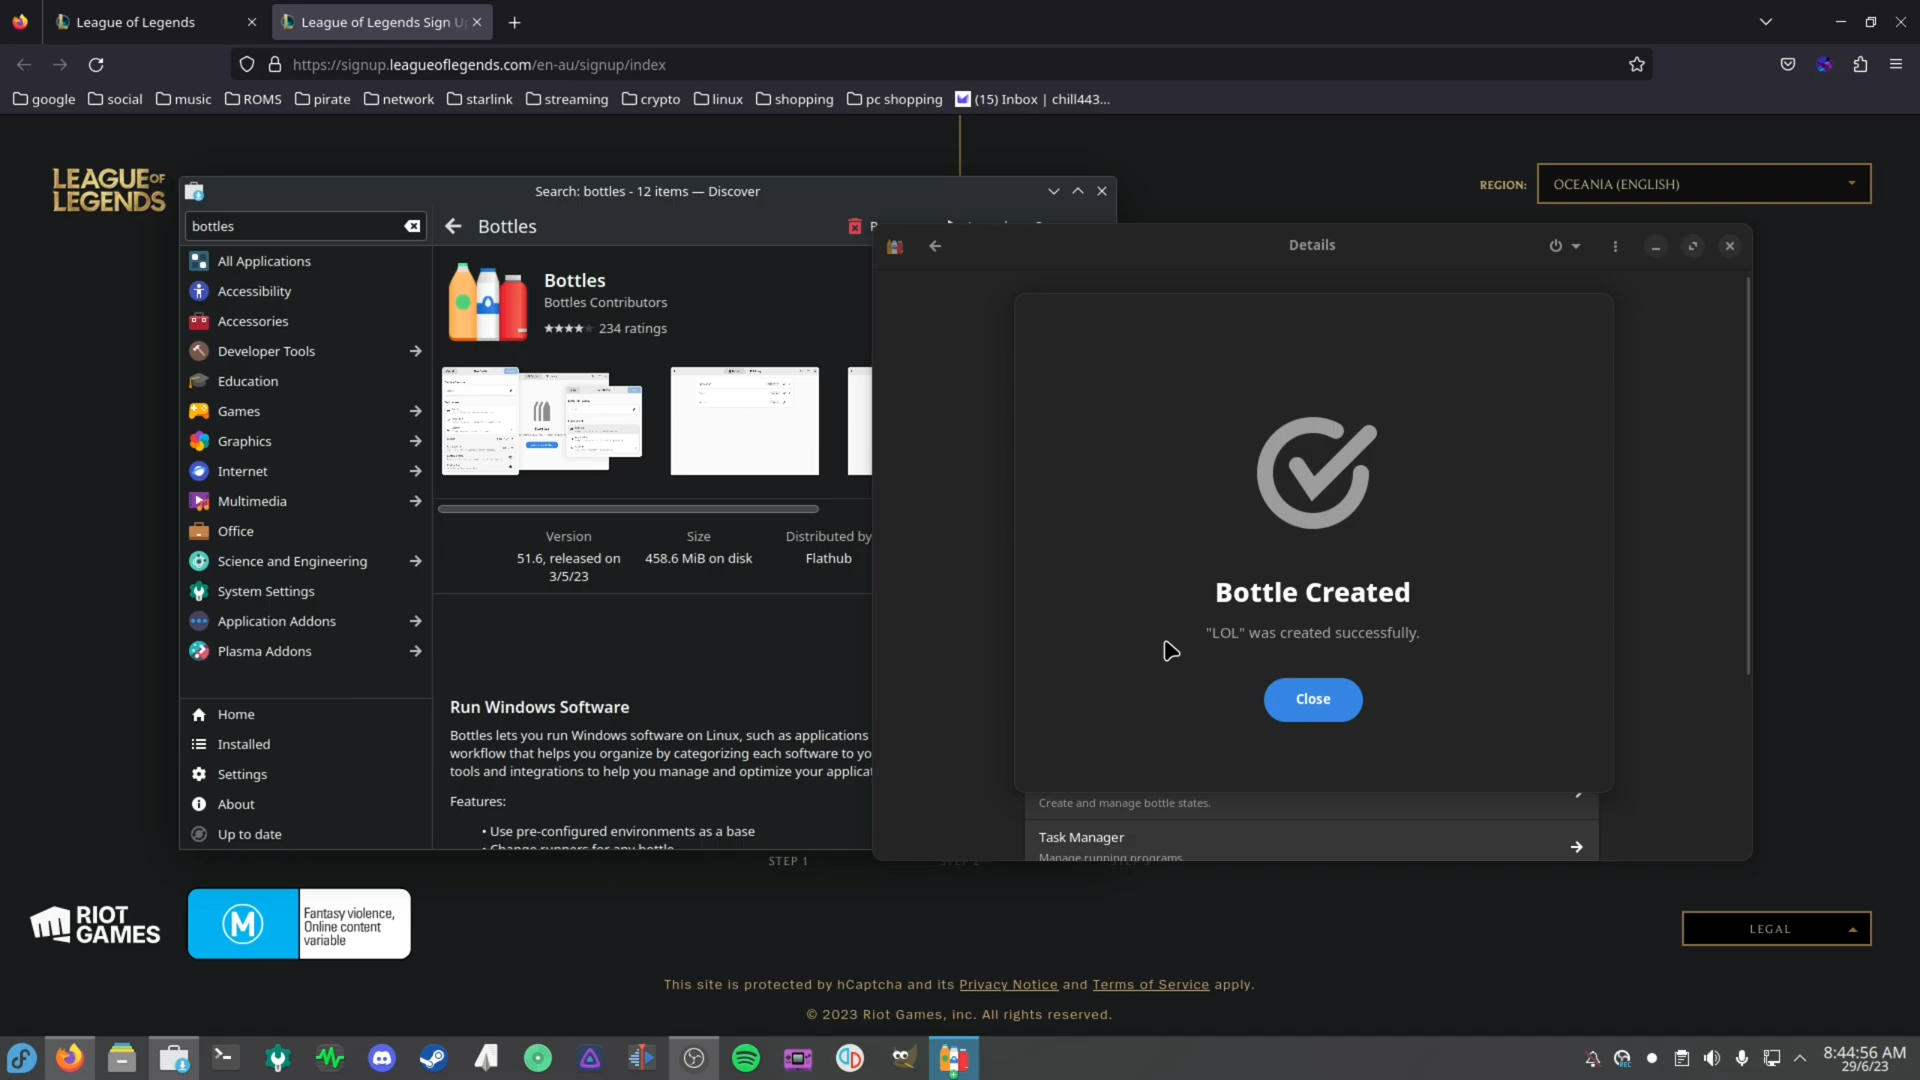 League of Legends
League of Legends Sign U
https://signup.leagueoflegends.com/en-au/signup/index
google
social
music
ROMS
pirate
network
starlink
streaming
crypto
linux
shopping
pc shopping
(15) Inbox | chill443...
LEAGUE OF
LEGENDS
REGION:
OCEANIA (ENGLISH)
Search: bottles - 12 items — Discover
bottles
Bottles
All Applications
Accessibility
Accessories
Developer Tools
Education
Games
Graphics
Internet
Multimedia
Office
Science and Engineering
System Settings
Application Addons
Plasma Addons
Home
Installed
Settings
About
Up to date
Bottles
Bottles Contributors
234 ratings
Version
51.6, released on
3/5/23
Size
458.6 MiB on disk
Distributed by
Flathub
Run Windows Software
Bottles lets you run Windows software on Linux, such as applications
workflow that helps you organize by categorizing each software to yo
tools and integrations to help you manage and optimize your applicat
Features:
• Use pre-configured environments as a base
• Change runners for any bottle
Details
Bottle Created
"LOL" was created successfully.
Close
Create and manage bottle states.
Task Manager
Manage running programs.
STEP 1
STEP 2
RIOT
GAMES
M
Fantasy violence,
Online content
variable
LEGAL
This site is protected by hCaptcha and its Privacy Notice and Terms of Service apply.
© 2023 Riot Games, inc. All rights reserved.
8:44:56 AM
29/6/23